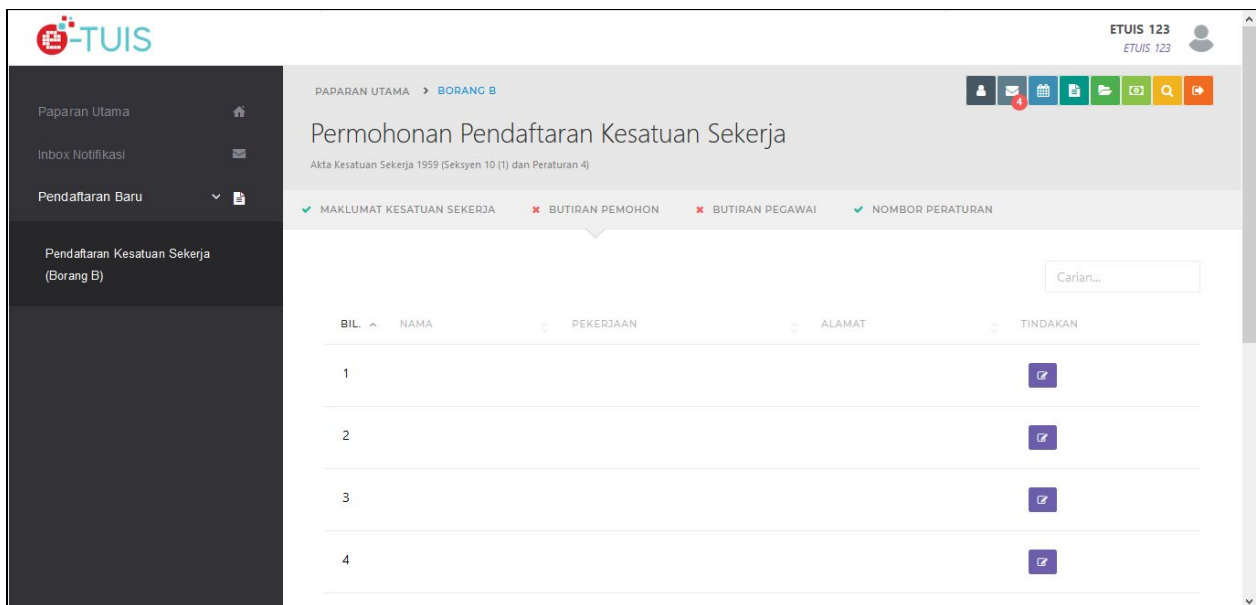 e-TUIS
ETUIS 123
ETUIS 123
PAPARAN UTAMA > BORANG B
4
Permohonan Pendaftaran Kesatuan Sekerja
Akta Kesatuan Sekerja 1959 (Seksyen 10 (1) dan Peraturan 4)
Paparan Utama
Inbox Notifikasi
Pendaftaran Baru
Pendaftaran Kesatuan Sekerja
(Borang B)
MAKLUMAT KESATUAN SEKERJA BUTIRAN PEMOHON BUTIRAN PEGAWAI NOMBOR PERATURAN
Carian...
BIL. NAMA PEKERJAAN ALAMAT TINDAKAN
1
2
3
4